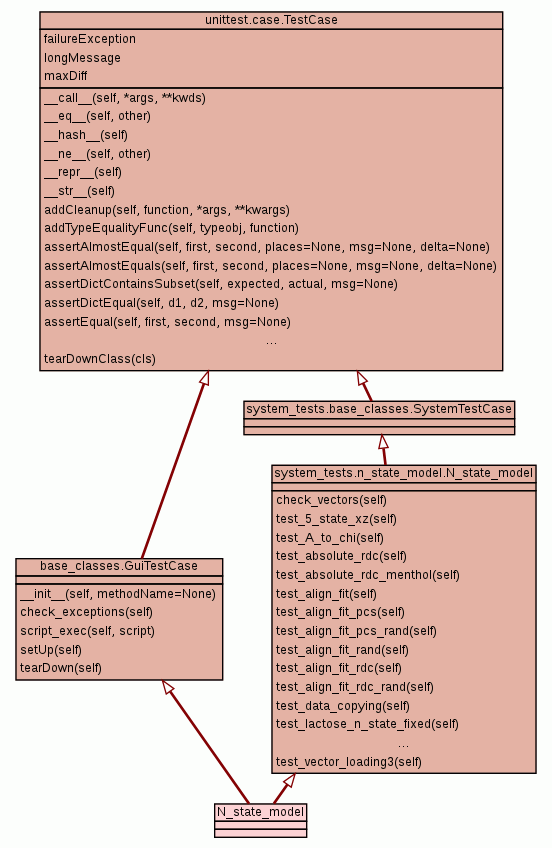 unittest.case.TestCase
failureException
longMessage
maxDiff
__call__(self, *args, **kwds)
__eq__(self, other)
__hash__(self)
__ne__(self, other)
__repr__(self)
__str__(self)
addCleanup(self, function, *args, **kwargs)
addTypeEqualityFunc(self, typeobj, function)
assertAlmostEqual(self, first, second, places=None, msg=None, delta=None)
assertAlmostEquals(self, first, second, places=None, msg=None, delta=None)
assertDictContainsSubset(self, expected, actual, msg=None)
assertDictEqual(self, d1, d2, msg=None)
assertEqual(self, first, second, msg=None)
...
tearDownClass(cls)
system_tests.base_classes.SystemTestCase
system_tests.n_state_model.N_state_model
check_vectors(self)
test_5_state_xz(self)
test_A_to_chi(self)
test_absolute_rdc(self)
test_absolute_rdc_menthol(self)
test_align_fit(self)
test_align_fit_pcs(self)
test_align_fit_pcs_rand(self)
test_align_fit_rand(self)
test_align_fit_rdc(self)
test_align_fit_rdc_rand(self)
test_data_copying(self)
test_lactose_n_state_fixed(self)
...
test_vector_loading3(self)
base_classes.GuiTestCase
__init__(self, methodName=None)
check_exceptions(self)
script_exec(self, script)
setUp(self)
tearDown(self)
N_state_model